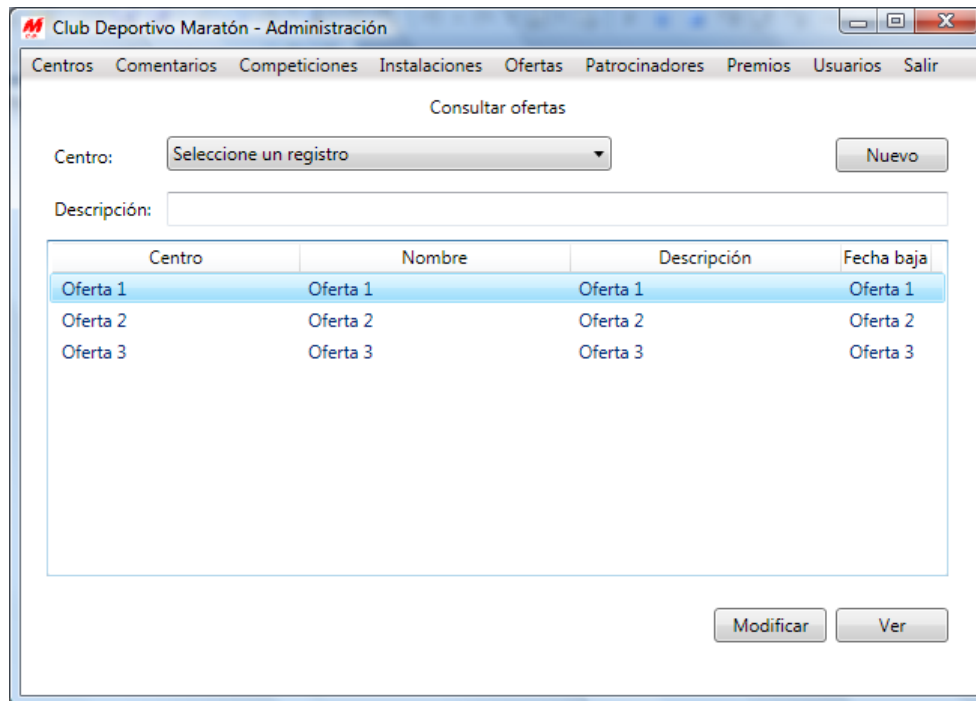 Club Deportivo Maratón - Administración
Centros Comentarios Competiciones Instalaciones Ofertas Patrocinadores Premios Usuarios Salir
Consultar ofertas
Centro: Seleccione un registro Nuevo
Descripción:
Centro Nombre Descripción Fecha baja
Oferta 1 Oferta 1 Oferta 1 Oferta 1
Oferta 2 Oferta 2 Oferta 2 Oferta 2
Oferta 3 Oferta 3 Oferta 3 Oferta 3
Modificar Ver